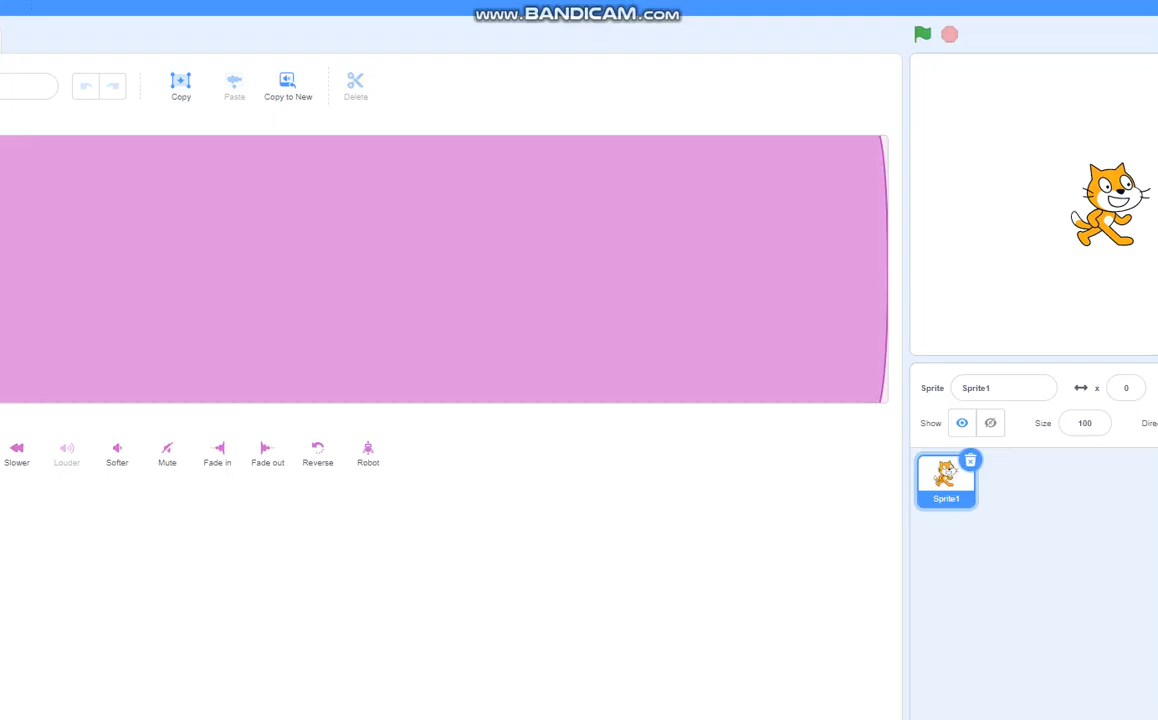 www.BANDICAM.com
Copy
Paste
Copy to New
Delete
Slower
Louder
Softer
Mute
Fade in
Fade out
Reverse
Robot
Sprite
Sprite1
x
0
Show
Size
100
Dire
Sprite1